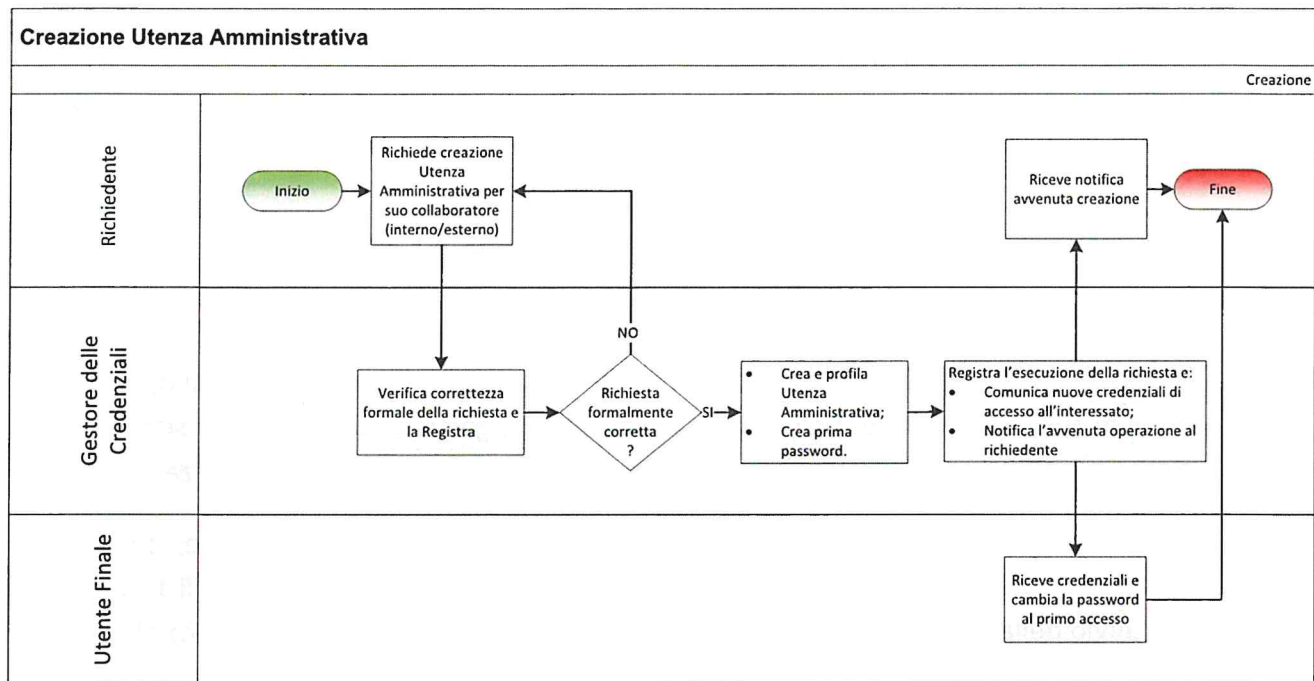 Creazione Utenza Amministrativa
Creazione
Richiedente
Inizio
Richiede creazione
Utenza
Amministrativa per
suo collaboratore
(interno/esterno)
Riceve notifica
avvenuta creazione
Fine
Gestore delle
Credenziali
Verifica correttezza
formale della richiesta e
la Registra
NO
Richiesta
formalmente
corretta
?
SI
• Crea e profila
Utenza
Amministrativa;
• Crea prima
password.
Registra l'esecuzione della richiesta e:
• Comunica nuove credenziali di
accesso all'interessato;
• Notifica l'avvenuta operazione al
richiedente
Utente Finale
Riceve credenziali e
cambia la password
al primo accesso